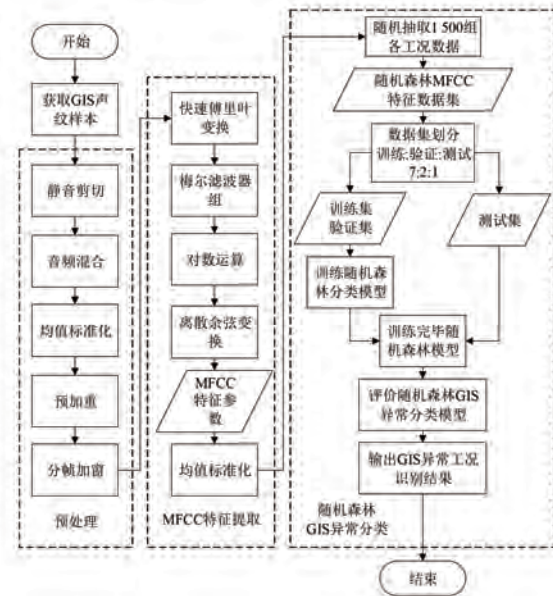 开始
获取GIS声
纹样本
静音剪切
音频混合
均值标准化
预加重
分帧加窗
预处理
快速傅里叶
变换
梅尔滤波器
组
对数运算
离散余弦变
换
MFCC
特征参
数
均值标准化
MFCC特征提取
随机抽取1 500组
各工况数据
随机森林MFCC
特征数据集
数据集划分
训练:验证:测试
7:2:1
训练集
验证集
测试集
训练随机森
林分类模型
训练完毕随
机森林模型
评价随机森林GIS
异常分类模型
输出GIS异常工况
识别结果
随机森林
GIS异常分类
结束